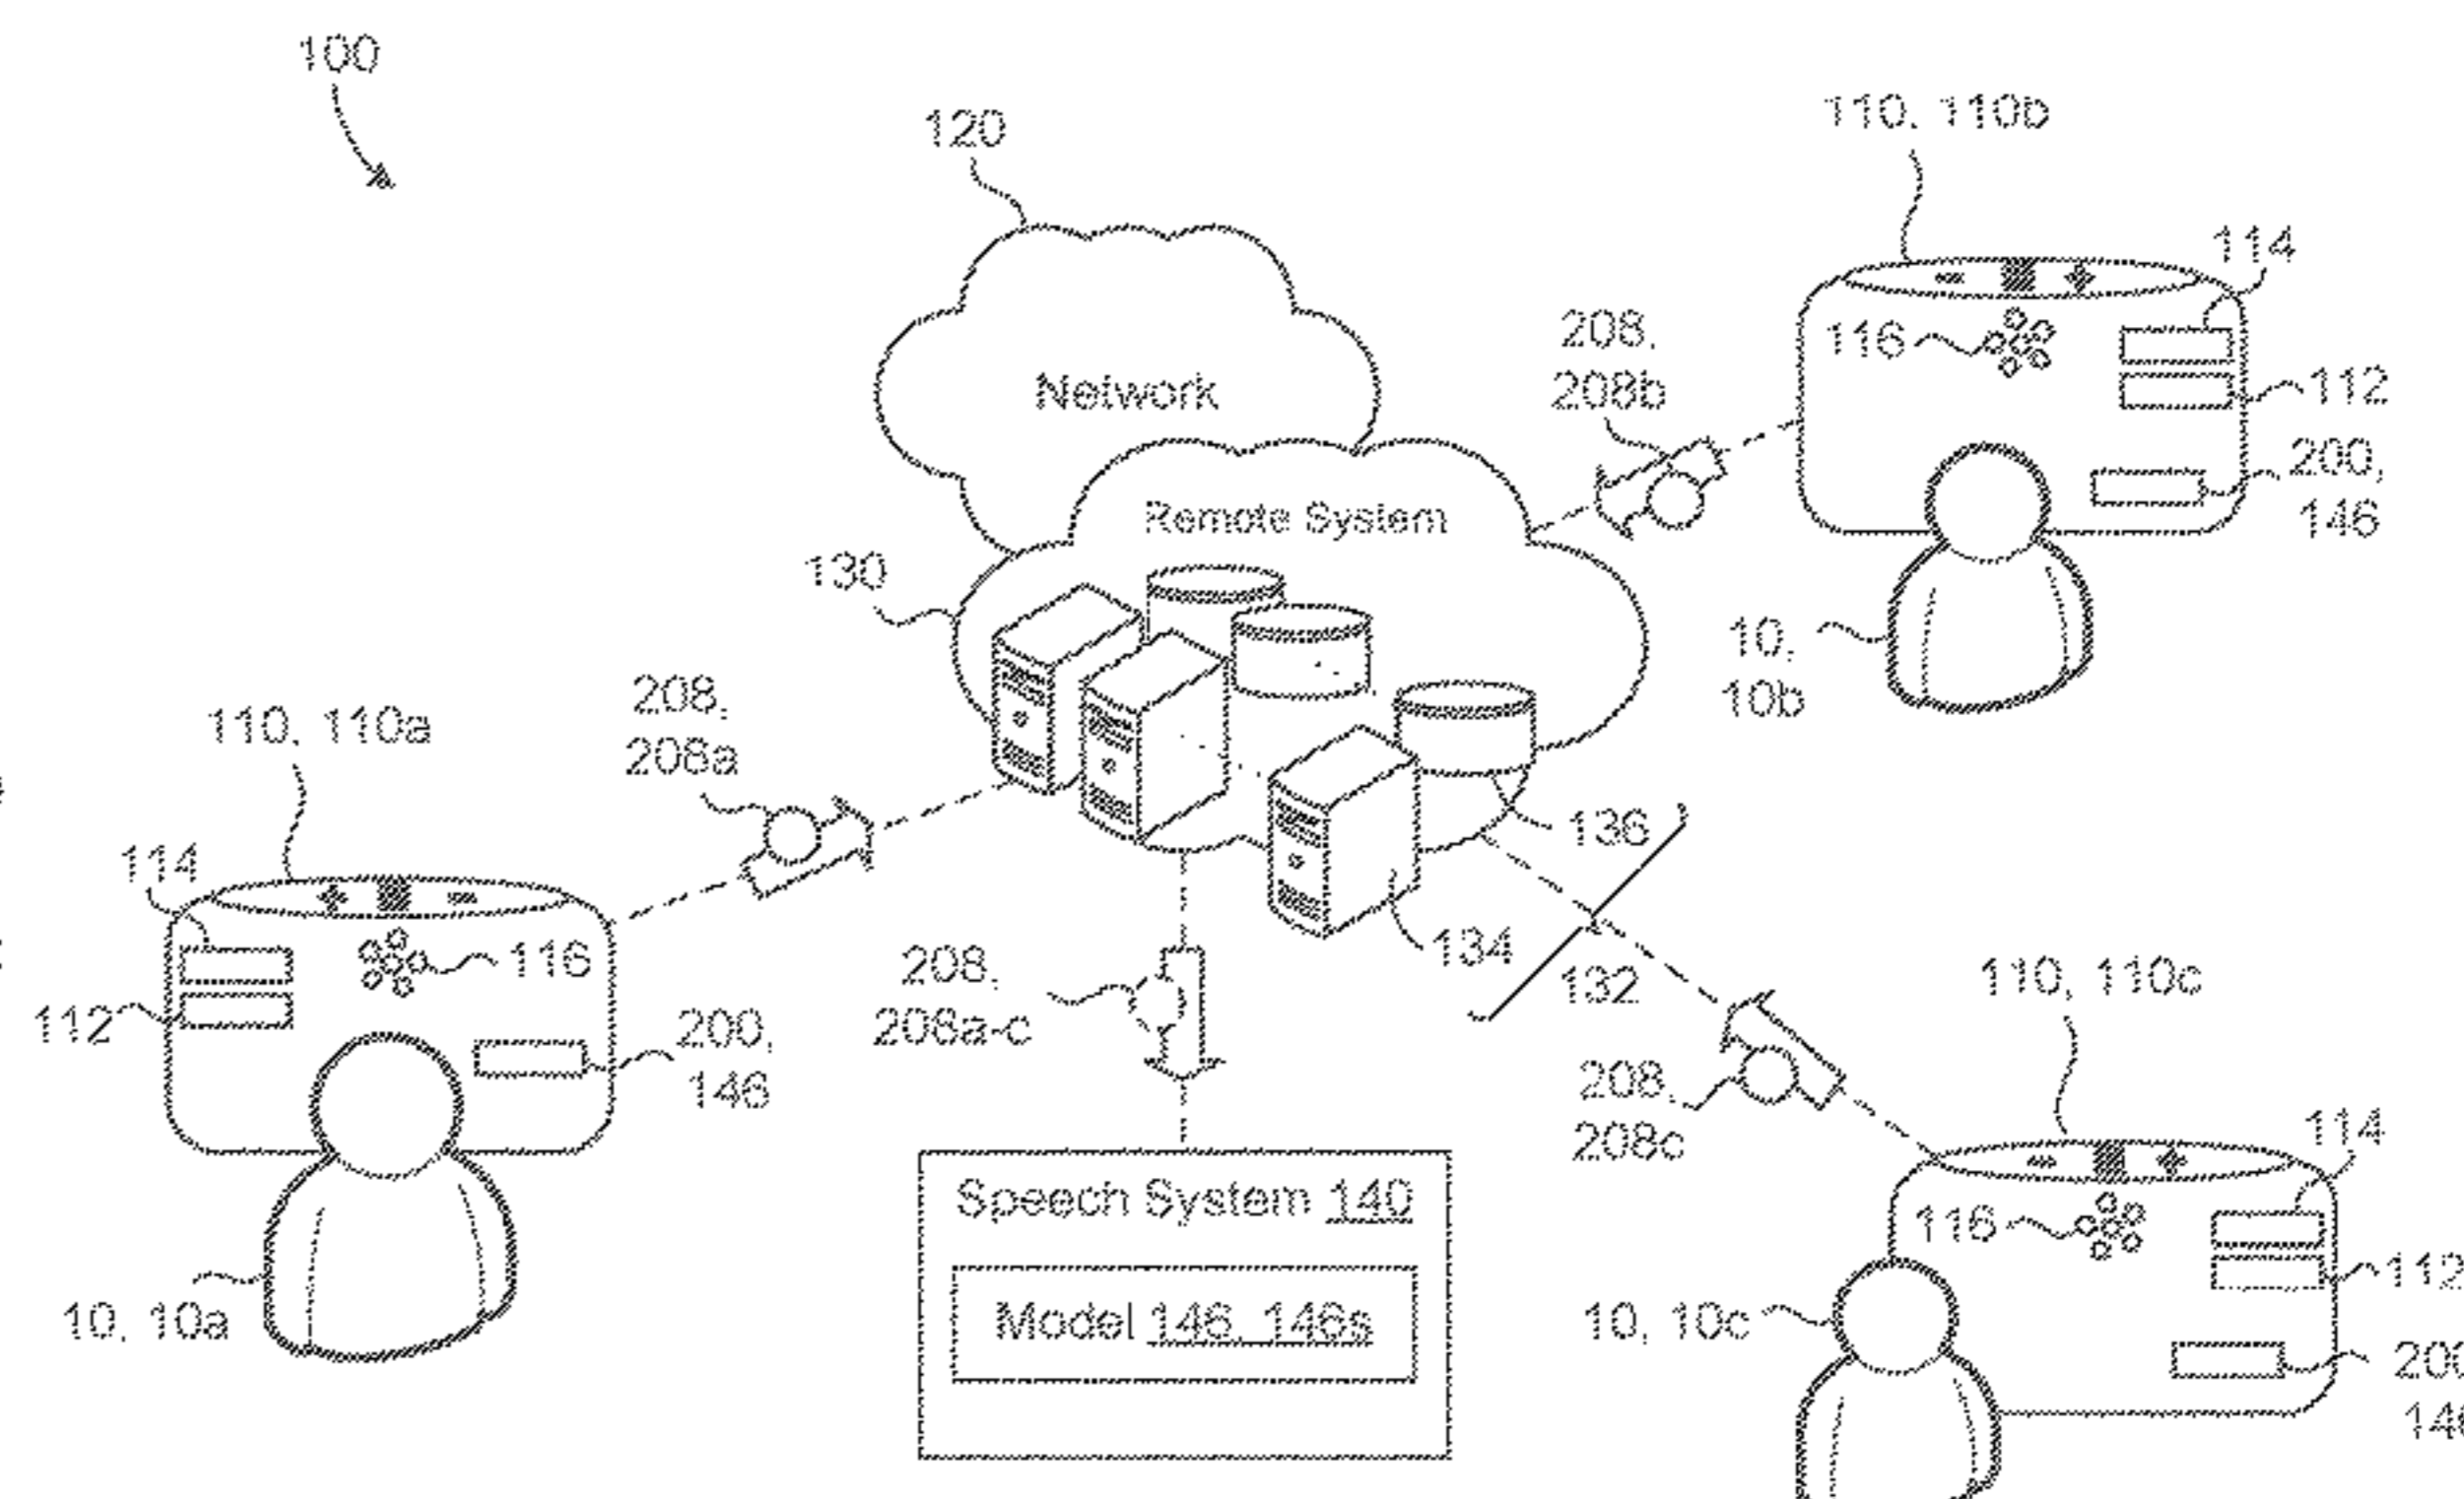 100
120
110, 110b
114
116
112
208,
208b
200,
146
Network
Remote System
130
10,
10b
208,
208a
110, 110a
114
116
112
200,
146
136
134
132
208,
208a-c
110, 110c
208,
208c
114
116
112
10, 10a
Speech System 140
Model 146, 146s
10, 10c